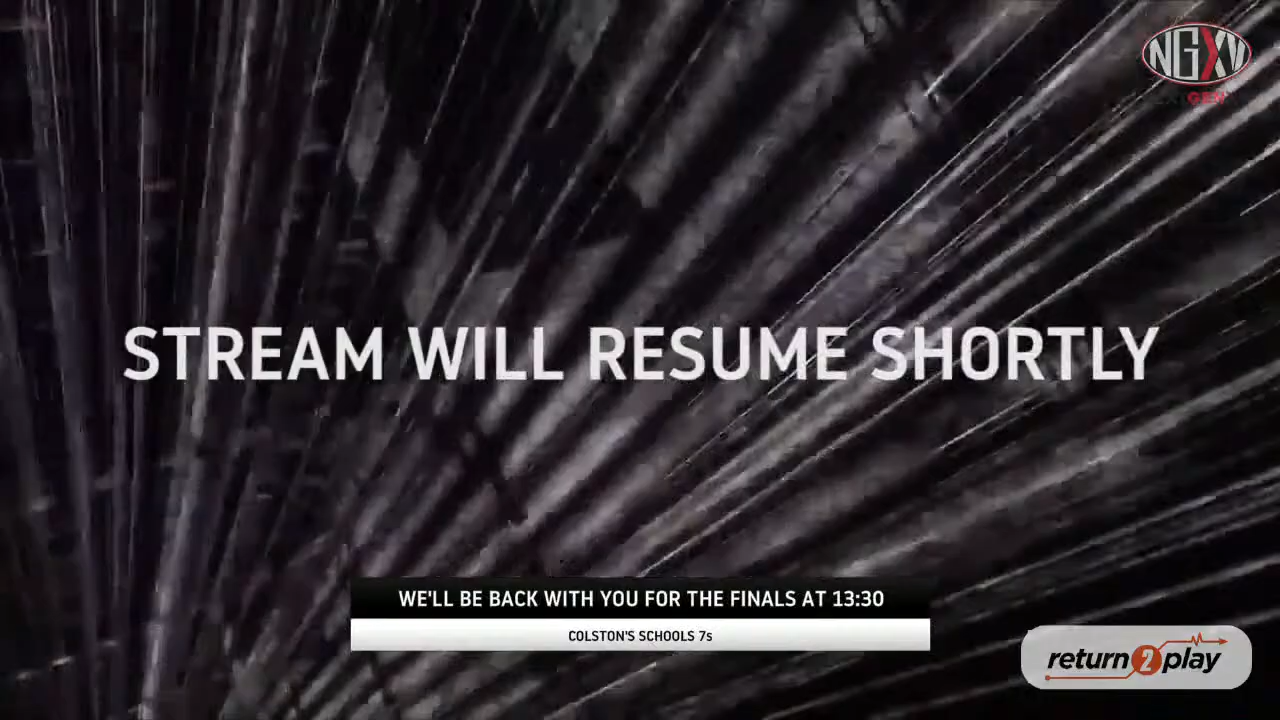 NGXV
NEXTGENXV
STREAM WILL RESUME SHORTLY
WE'LL BE BACK WITH YOU FOR THE FINALS AT 13:30
COLSTON'S SCHOOLS 7s
return2play